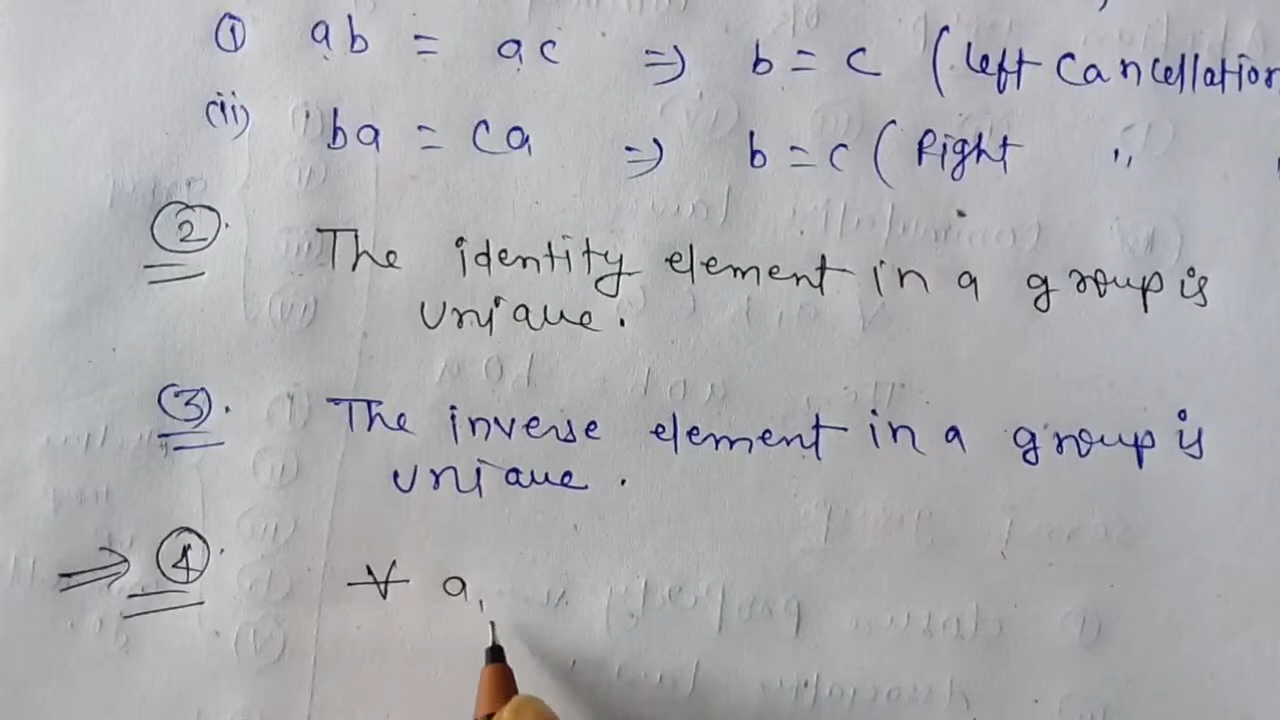 ① ab = ac ⇒ b = c (Left Cancellation
(ii) ba = ca ⇒ b = c (Right "
②. The identity element in a group is
unique.
③. The inverse element in a group is
unique.
⇒ ④. ∀ a,